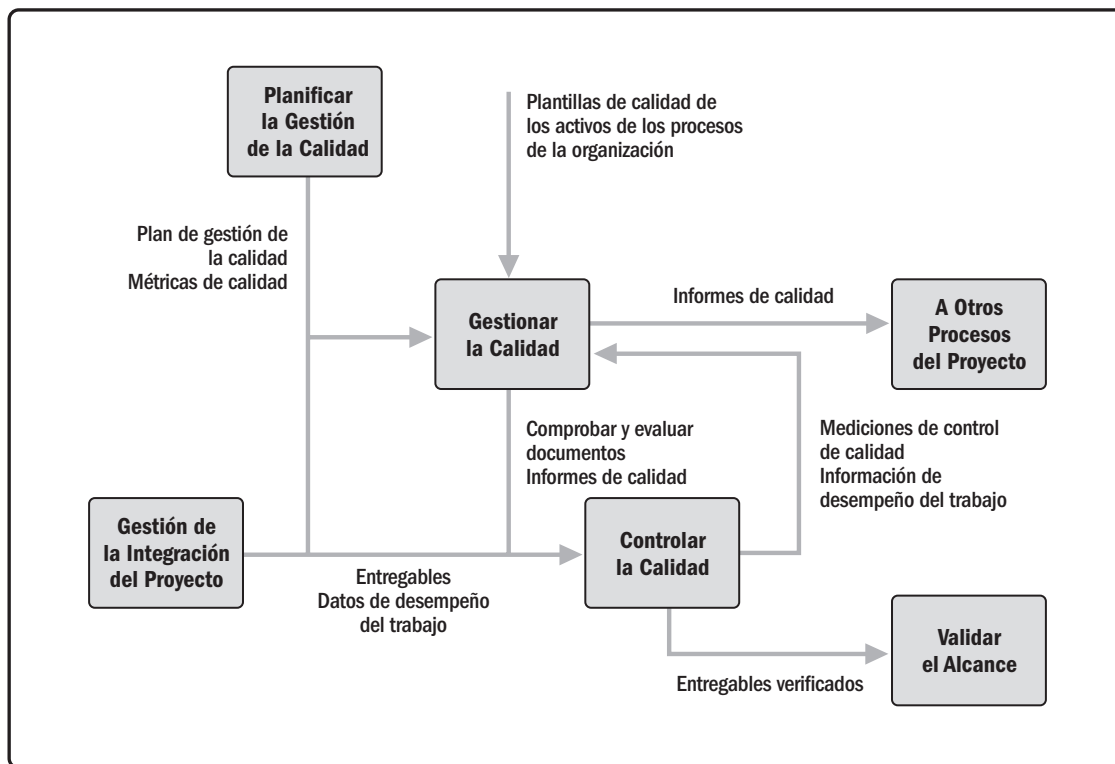 Planificar
la Gestión
de la Calidad
Plantillas de calidad de
los activos de los procesos
de la organización
Plan de gestión de
la calidad
Métricas de calidad
Gestionar
la Calidad
Informes de calidad
A Otros
Procesos
del Proyecto
Comprobar y evaluar
documentos
Informes de calidad
Mediciones de control
de calidad
Información de
desempeño del trabajo
Gestión de
la Integración
del Proyecto
Entregables
Datos de desempeño
del trabajo
Controlar
la Calidad
Entregables verificados
Validar
el Alcance